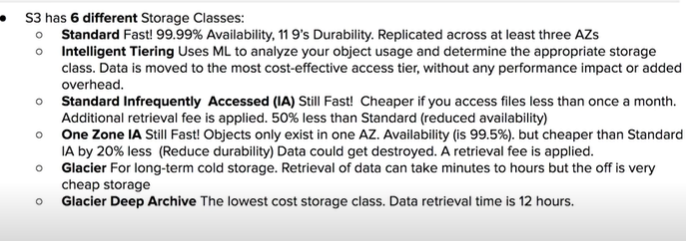 • S3 has 6 different Storage Classes:
○ Standard Fast! 99.99% Availability, 11 9's Durability. Replicated across at least three AZs
○ Intelligent Tiering Uses ML to analyze your object usage and determine the appropriate storage
class. Data is moved to the most cost-effective access tier, without any performance impact or added
overhead.
○ Standard Infrequently Accessed (IA) Still Fast! Cheaper if you access files less than once a month.
Additional retrieval fee is applied. 50% less than Standard (reduced availability)
○ One Zone IA Still Fast! Objects only exist in one AZ. Availability (is 99.5%). but cheaper than Standard
IA by 20% less (Reduce durability) Data could get destroyed. A retrieval fee is applied.
○ Glacier For long-term cold storage. Retrieval of data can take minutes to hours but the off is very
cheap storage
○ Glacier Deep Archive The lowest cost storage class. Data retrieval time is 12 hours.